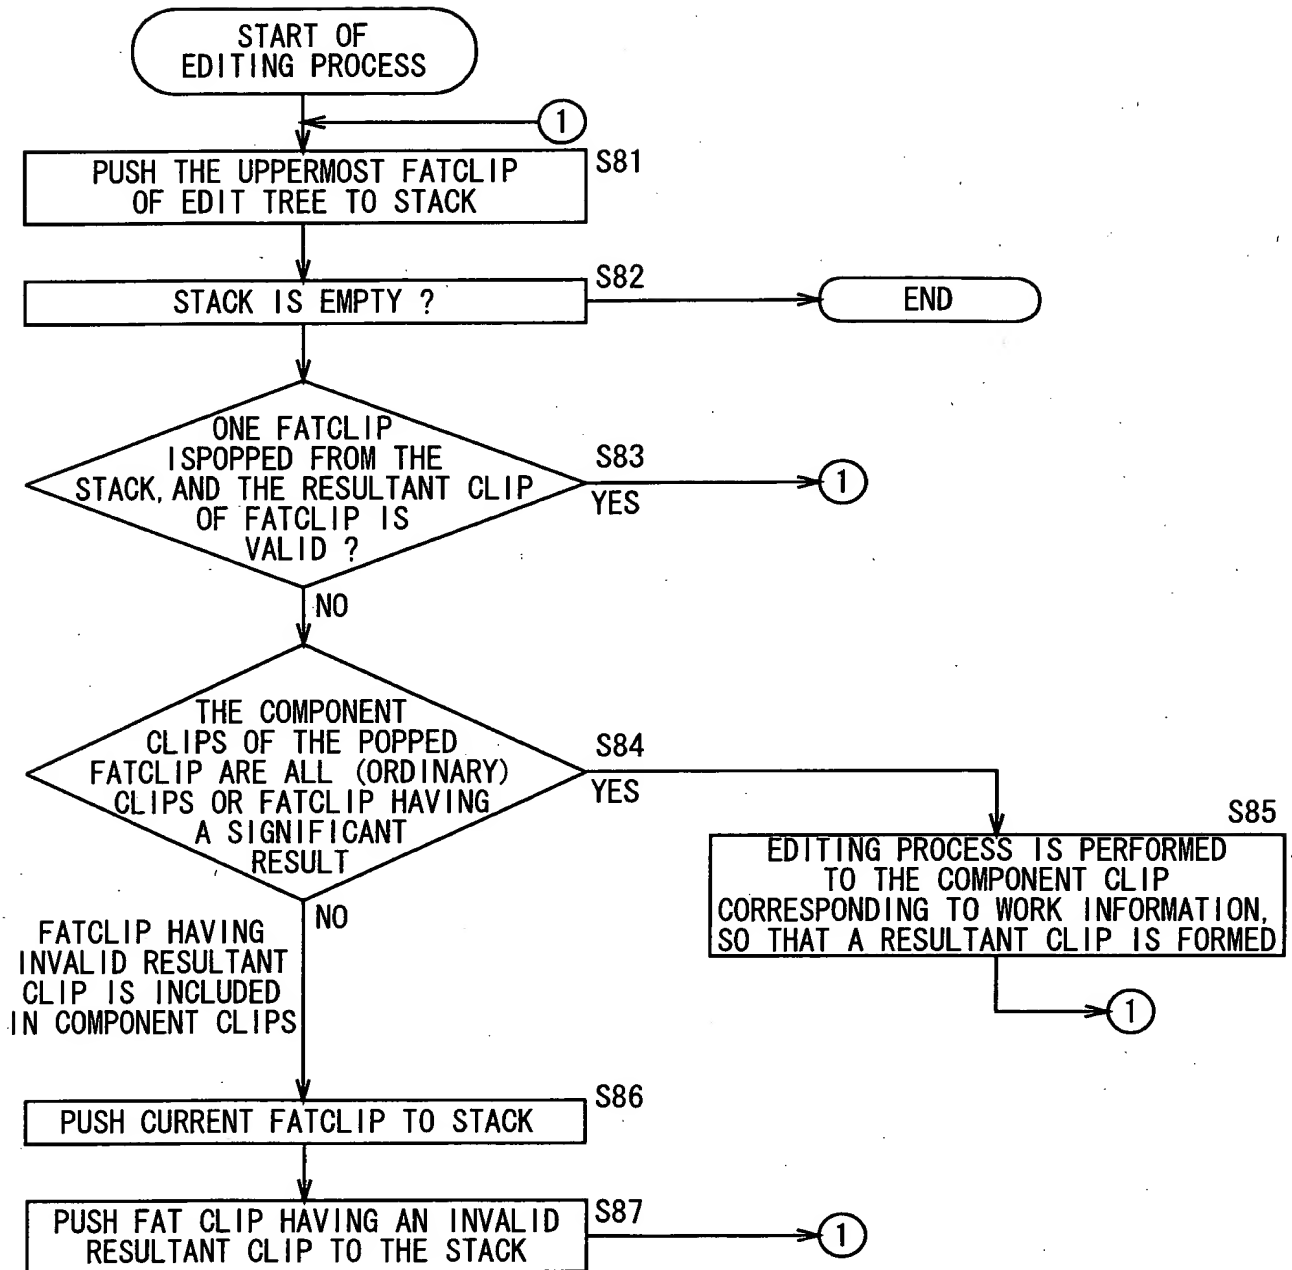 START OF
EDITING PROCESS
1
PUSH THE UPPERMOST FATCLIP
OF EDIT TREE TO STACK
S81
STACK IS EMPTY ?
S82
END
ONE FATCLIP
ISPOPPED FROM THE
STACK, AND THE RESULTANT CLIP
OF FATCLIP IS
VALID ?
S83
YES
1
NO
THE COMPONENT
CLIPS OF THE POPPED
FATCLIP ARE ALL (ORDINARY)
CLIPS OR FATCLIP HAVING
A SIGNIFICANT
RESULT
S84
YES
S85
EDITING PROCESS IS PERFORMED
TO THE COMPONENT CLIP
CORRESPONDING TO WORK INFORMATION,
SO THAT A RESULTANT CLIP IS FORMED
1
NO
FATCLIP HAVING
INVALID RESULTANT
CLIP IS INCLUDED
IN COMPONENT CLIPS
PUSH CURRENT FATCLIP TO STACK
S86
PUSH FAT CLIP HAVING AN INVALID
RESULTANT CLIP TO THE STACK
S87
1